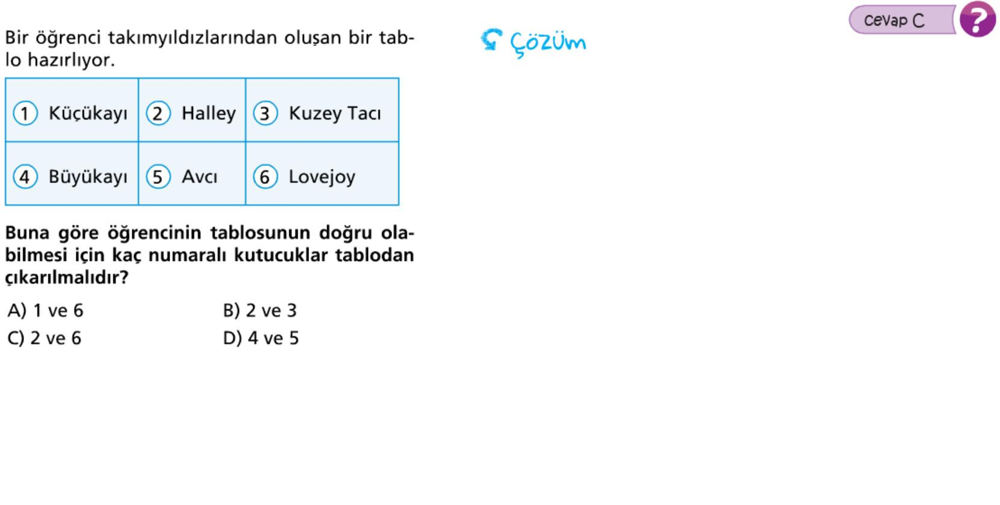 cevap C
?
Bir öğrenci takımyıldızlarından oluşan bir tab-
lo hazırlıyor.
1 Küçükayı 2 Halley 3 Kuzey Tacı
4 Büyükayı 5 Avcı 6 Lovejoy
Buna göre öğrencinin tablosunun doğru ola-
bilmesi için kaç numaralı kutucuklar tablodan
çıkarılmalıdır?
A) 1 ve 6 B) 2 ve 3
C) 2 ve 6 D) 4 ve 5
Çözüm